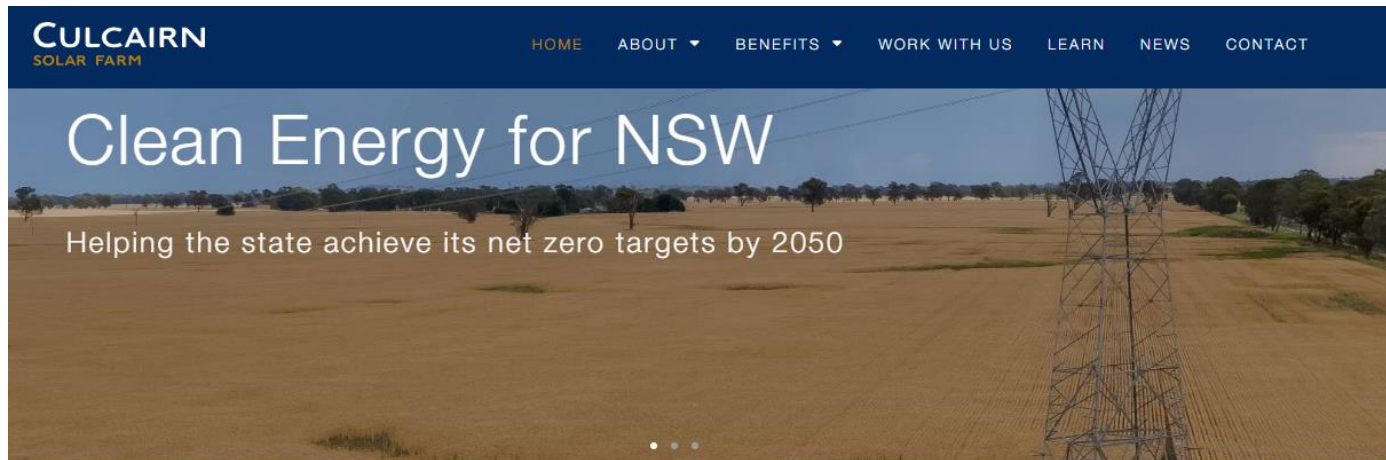 CULCAIRN
SOLAR FARM
HOME ABOUT BENEFITS WORK WITH US LEARN NEWS CONTACT
Clean Energy for NSW
Helping the state achieve its net zero targets by 2050